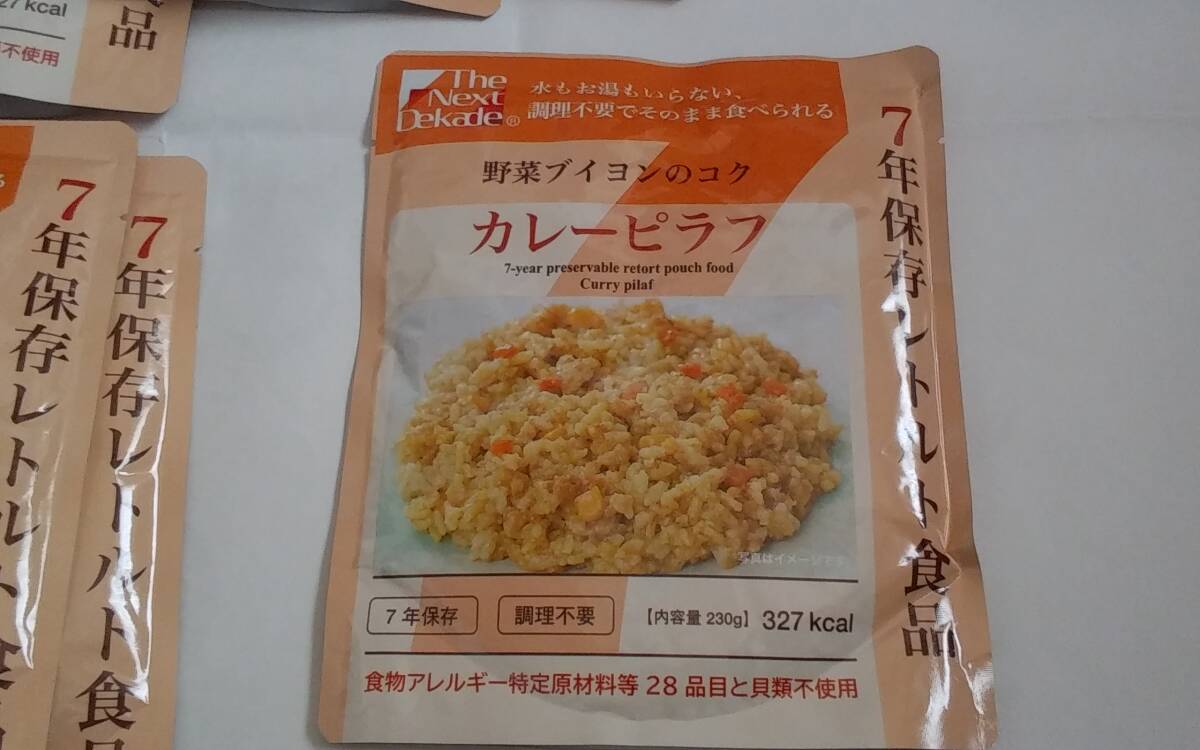 27 kcal
不使用
品
7年保存レトルト食
7年保存レトルト食
The
Next
Dekade®
水もお湯もいらない、
調理不要でそのまま食べられる
野菜ブイヨンのコク
カレーピラフ
7-year preservable retort pouch food
Curry pilaf
写真はイメージです
7年保存
調理不要
【内容量 230g】 327 kcal
食物アレルギー特定原材料等 28 品目と貝類不使用
7年保存レトルト食品